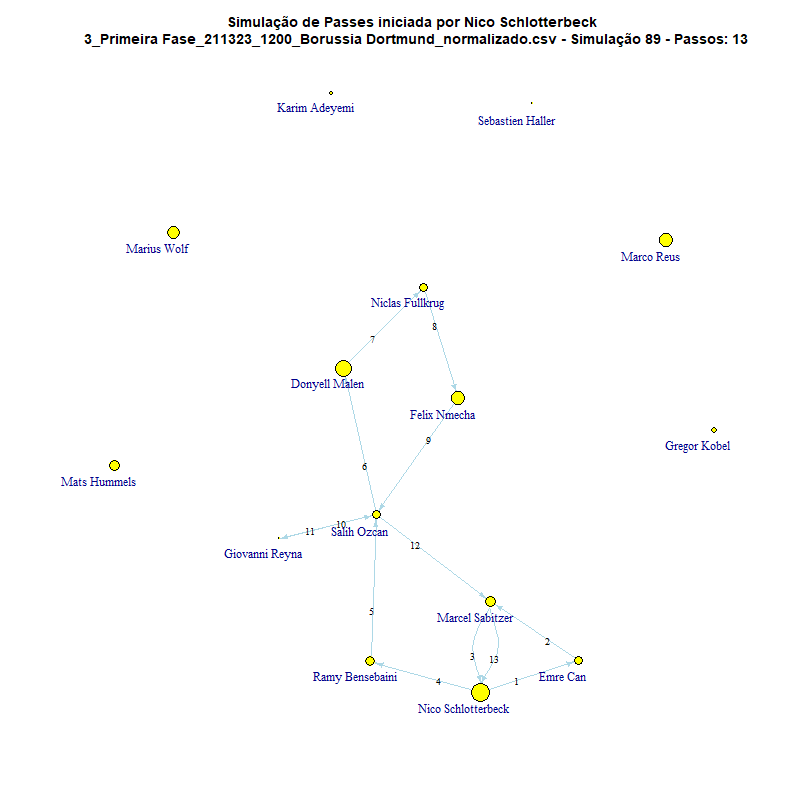 Simulação de Passes iniciada por Nico Schlotterbeck
3_Primeira Fase_211323_1200_Borussia Dortmund_normalizado.csv - Simulação 89 - Passos: 13
Karim Adeyemi
Sebastien Haller
Marius Wolf
Marco Reus
Niclas Fullkrug
8
7
Donyell Malen
Felix Nmecha
9
Gregor Kobel
6
Mats Hummels
10
11
Salih Ozcan
12
Giovanni Reyna
5
Marcel Sabitzer
2
3
13
Ramy Bensebaini
4
1
Emre Can
Nico Schlotterbeck